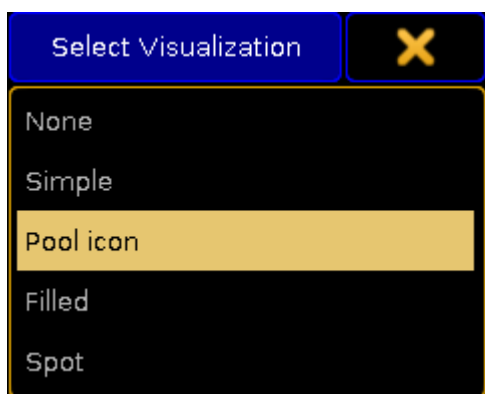 Select Visualization
None
Simple
Pool icon
Filled
Spot